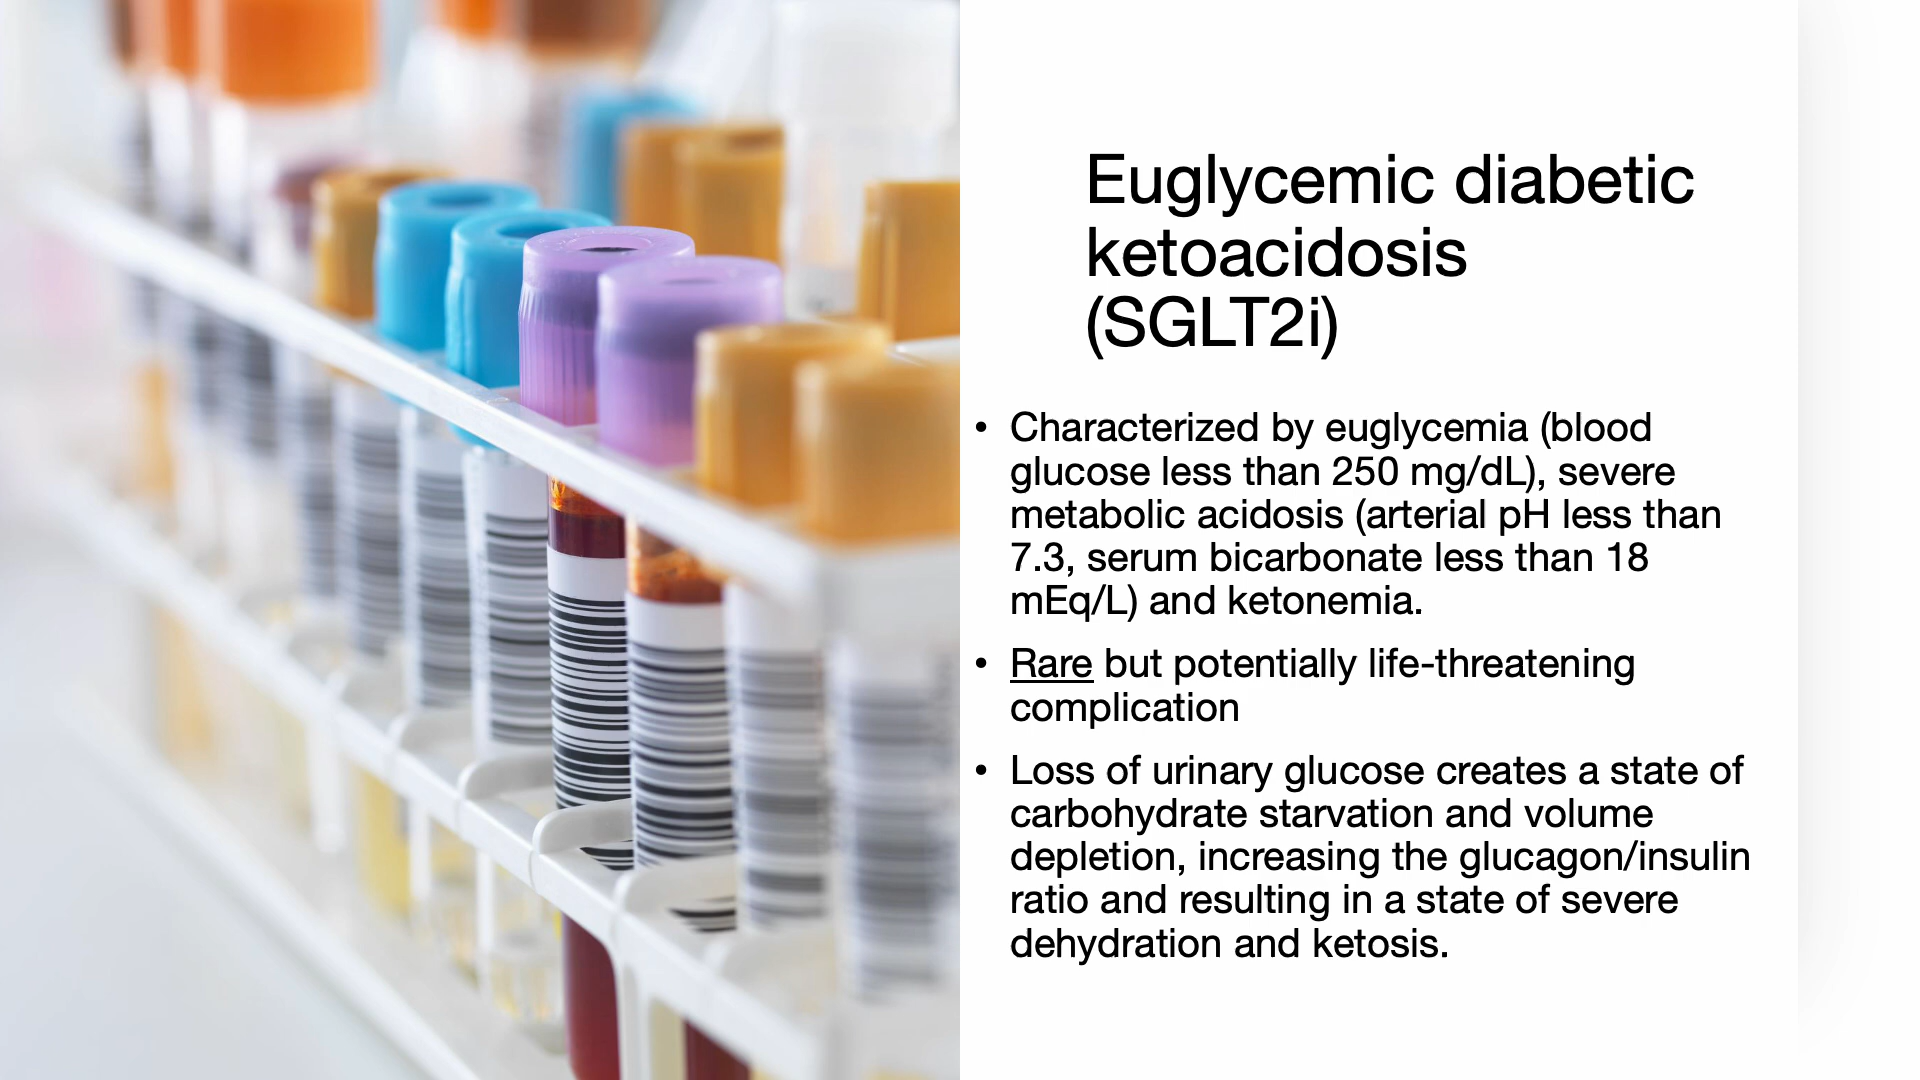 Euglycemic diabetic
ketoacidosis
(SGLT2i)
• Characterized by euglycemia (blood
glucose less than 250 mg/dL), severe
metabolic acidosis (arterial pH less than
7.3, serum bicarbonate less than 18
mEq/L) and ketonemia.
• Rare but potentially life-threatening
complication
• Loss of urinary glucose creates a state of
carbohydrate starvation and volume
depletion, increasing the glucagon/insulin
ratio and resulting in a state of severe
dehydration and ketosis.